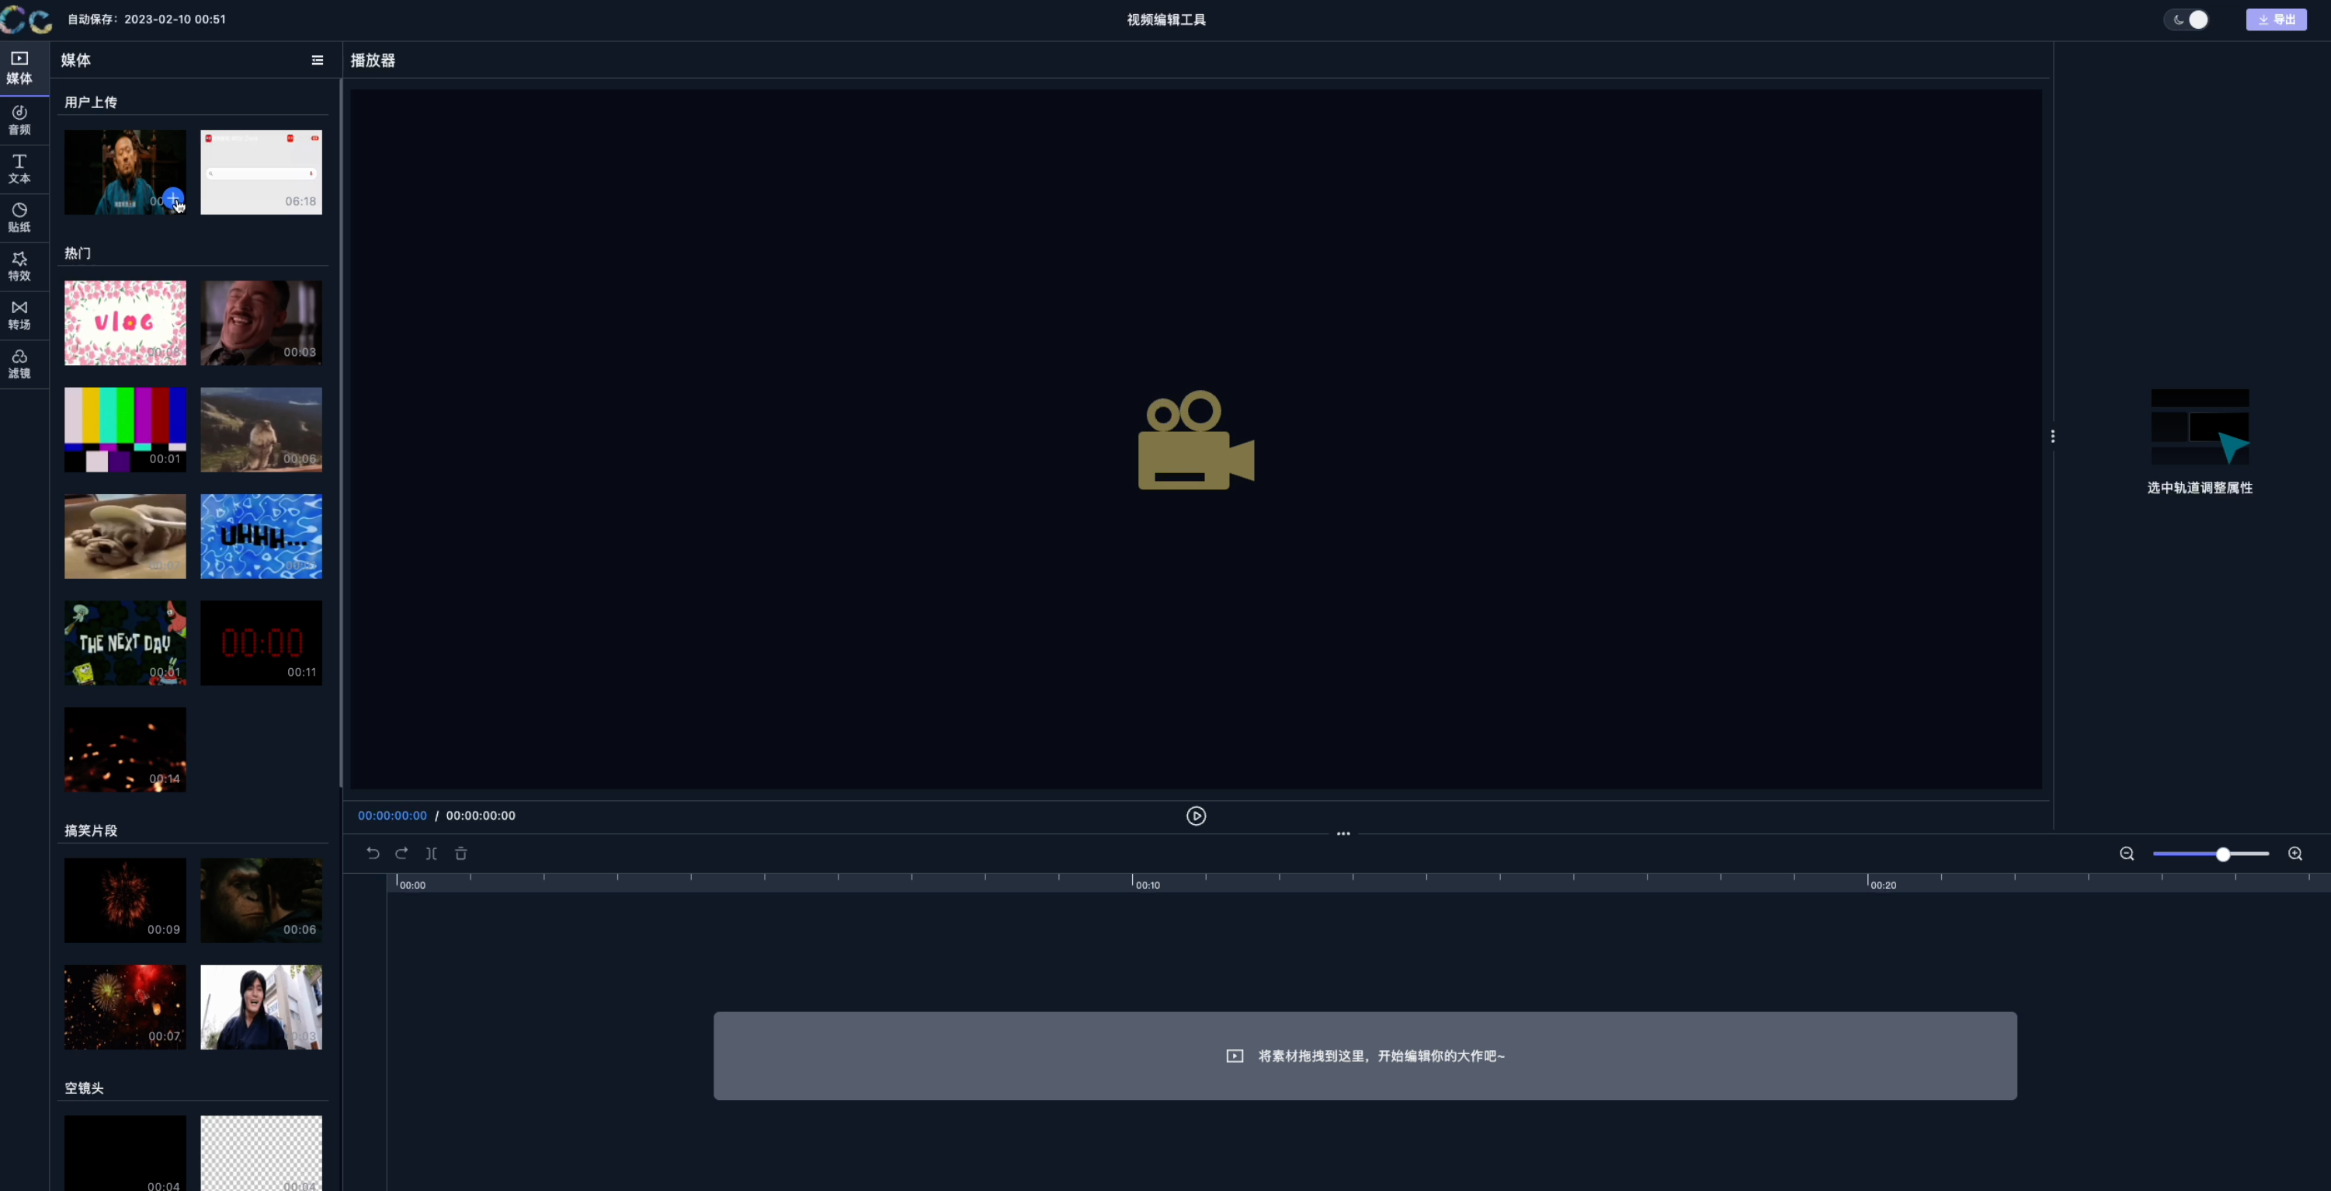 自动保存：2023-02-10 00:51
视频编辑工具
导出
媒体
音频
文本
贴纸
特效
转场
滤镜
媒体
播放器
用户上传
06:18
热门
vlog
00:03
00:01
00:06
UHHH...
THE NEXT DAY
00:01
00:00
00:11
00:14
搞笑片段
00:09
00:06
00:07
00:03
空镜头
00:04
00:04
00:00:00:00 / 00:00:00:00
选中轨道调整属性
00:00
00:10
00:20
将素材拖拽到这里，开始编辑你的大作吧~